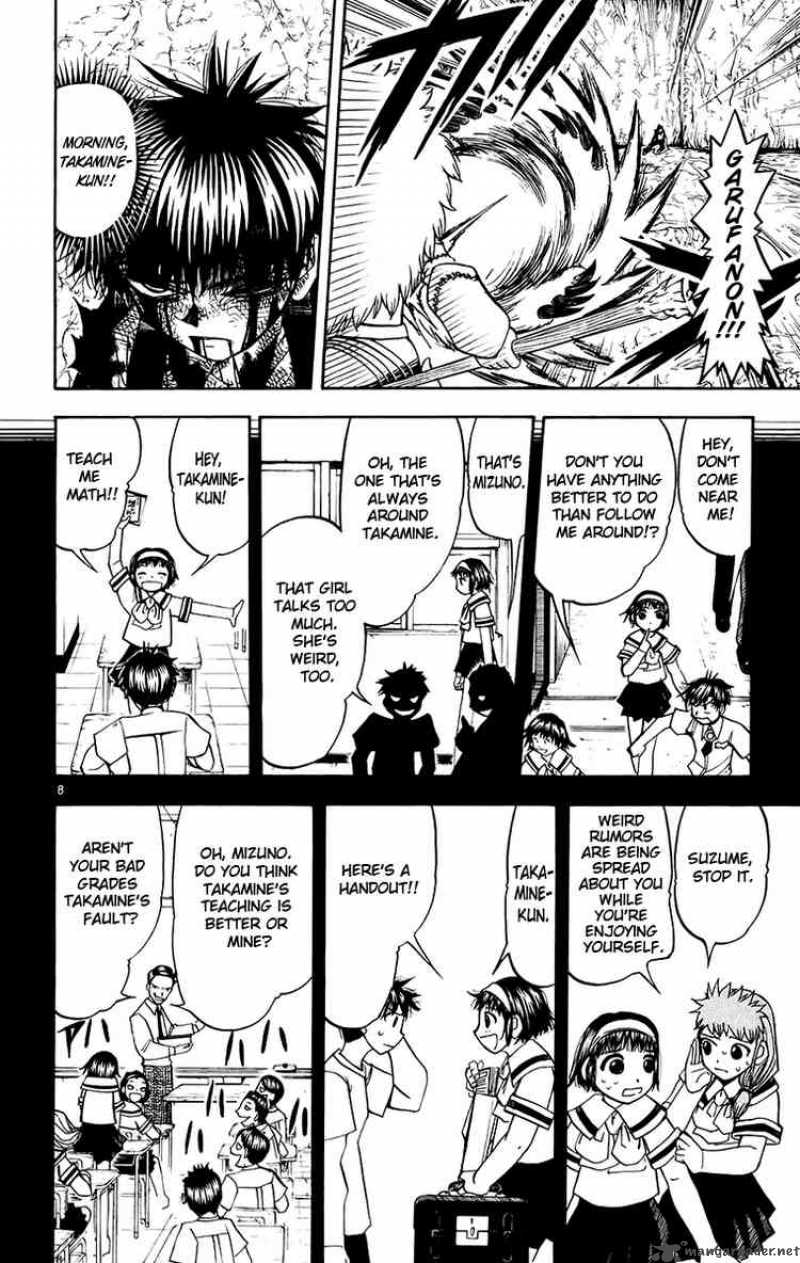 ガ
GARUFANON!!!
MORNING,
TAKAMINE-
KUN!!
HEY,
DON'T
COME
NEAR
ME!
DON'T YOU
HAVE ANYTHING
BETTER TO DO
THAN FOLLOW
ME AROUND!?
THAT'S
MIZUNO.
OH, THE
ONE THAT'S
ALWAYS
AROUND
TAKAMINE.
THAT GIRL
TALKS TOO
MUCH.
SHE'S
WEIRD,
TOO.
HEY,
TAKAMINE-
KUN!
TEACH
ME
MATH!!
8
SUZUME,
STOP IT.
WEIRD
RUMORS
ARE BEING
SPREAD
ABOUT YOU
WHILE
YOU'RE
ENJOYING
YOURSELF.
TAKA-
MINE-
KUN.
HERE'S A
HANDOUT!!
OH, MIZUNO.
DO YOU THINK
TAKAMINE'S
TEACHING IS
BETTER OR
MINE?
AREN'T
YOUR BAD
GRADES
TAKAMINE'S
FAULT?
mangareader.net